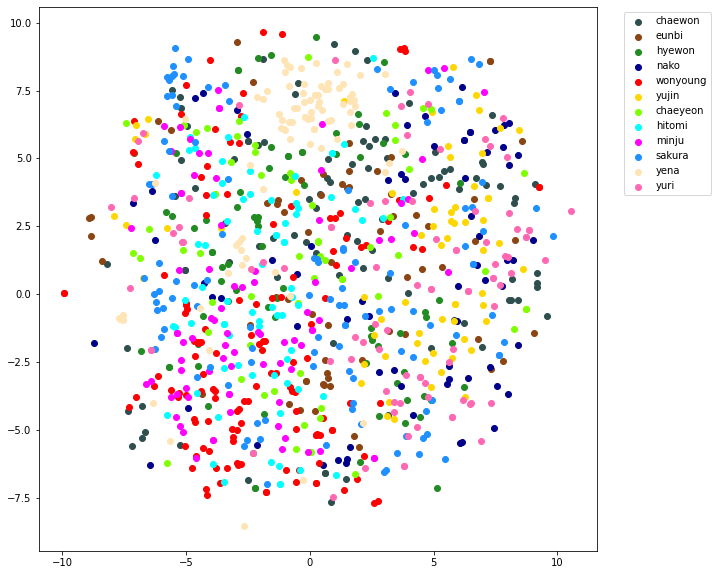 10.0
7.5
5.0
2.5
0.0
−2.5
−5.0
−7.5
−10
−5
0
5
10
chaewon
eunbi
hyewon
nako
wonyoung
yujin
chaeyeon
hitomi
minju
sakura
yena
yuri